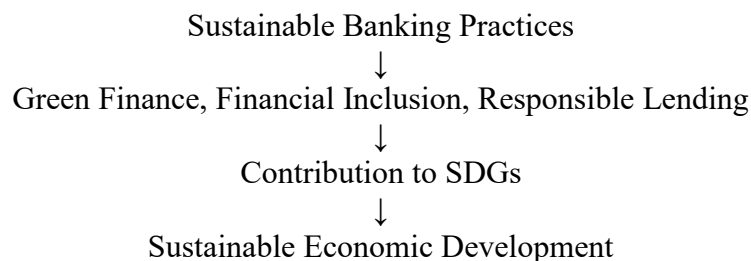 Sustainable Banking Practices
↓
Green Finance, Financial Inclusion, Responsible Lending
↓
Contribution to SDGs
↓
Sustainable Economic Development